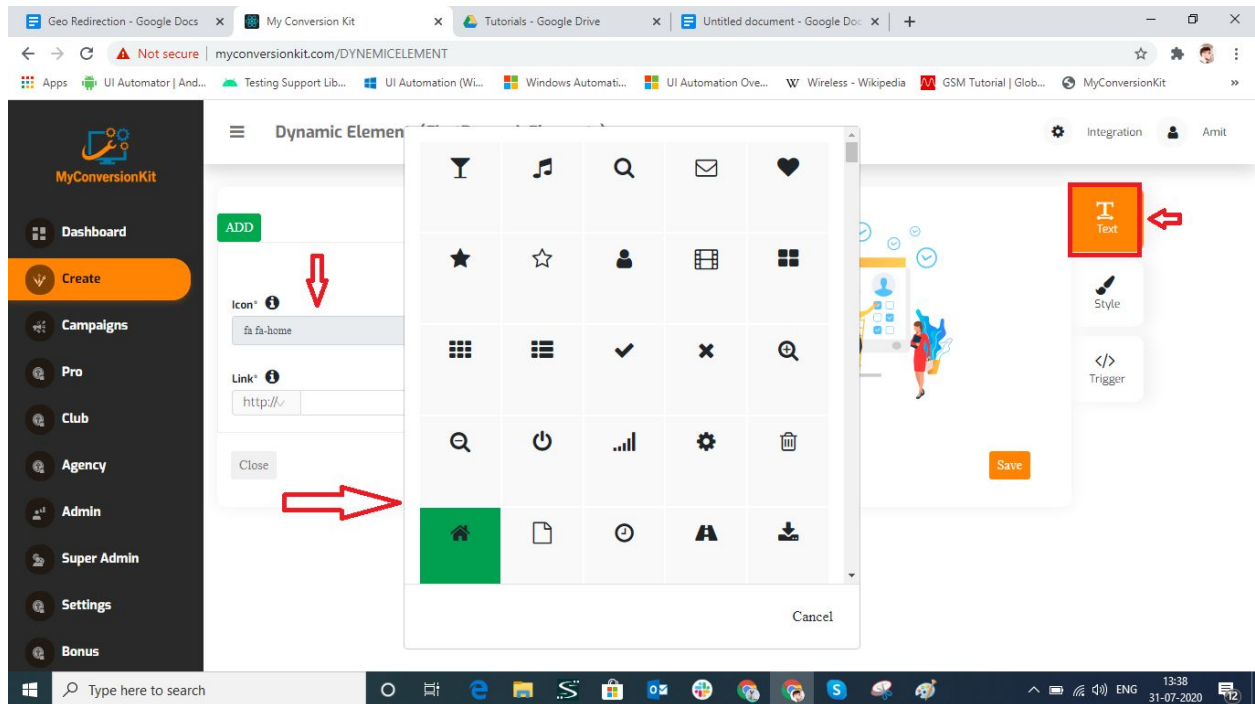 Geo Redirection - Google Docs
My Conversion Kit
Tutorials - Google Drive
Untitled document - Google Doc
Not secure
myconversionkit.com/DYNEMICELEMENT
Apps
UI Automator | And...
Testing Support Lib...
UI Automation (Wi...
Windows Automati...
UI Automation Ove...
Wireless - Wikipedia
GSM Tutorial | Glob...
MyConversionKit
»
MyConversionKit
Dashboard
Create
Campaigns
Pro
Club
Agency
Admin
Super Admin
Settings
Bonus
Dynamic Elemen
Integration
Amit
ADD
Icon*
fa fa-home
Link*
http://
Close
Save
Cancel
T
Text
Style
</>
Trigger
Type here to search
ENG
13:38
31-07-2020
12